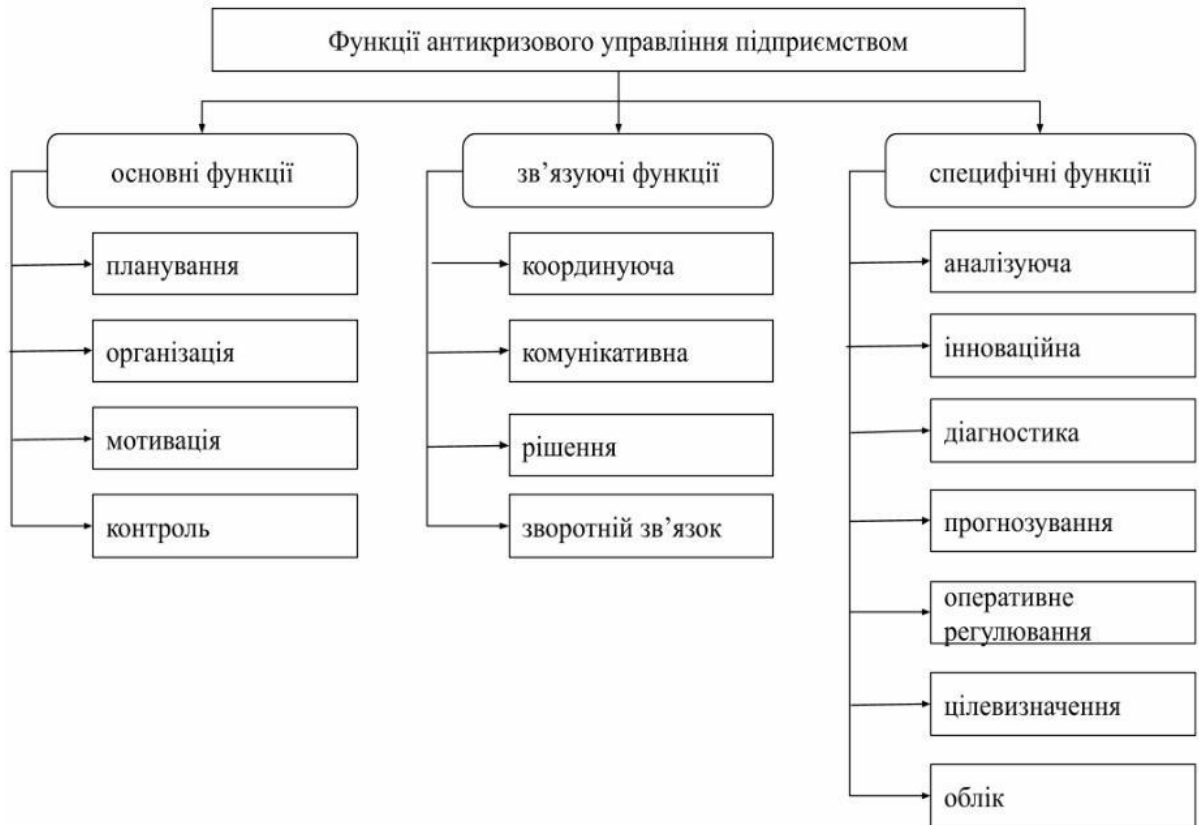 Функції антикризового управління підприємством
основні функції
планування
організація
мотивація
контроль
зв’язуючі функції
координуюча
комунікативна
рішення
зворотній зв’язок
специфічні функції
аналізуюча
інноваційна
діагностика
прогнозування
оперативне
регулювання
цілевизначення
облік